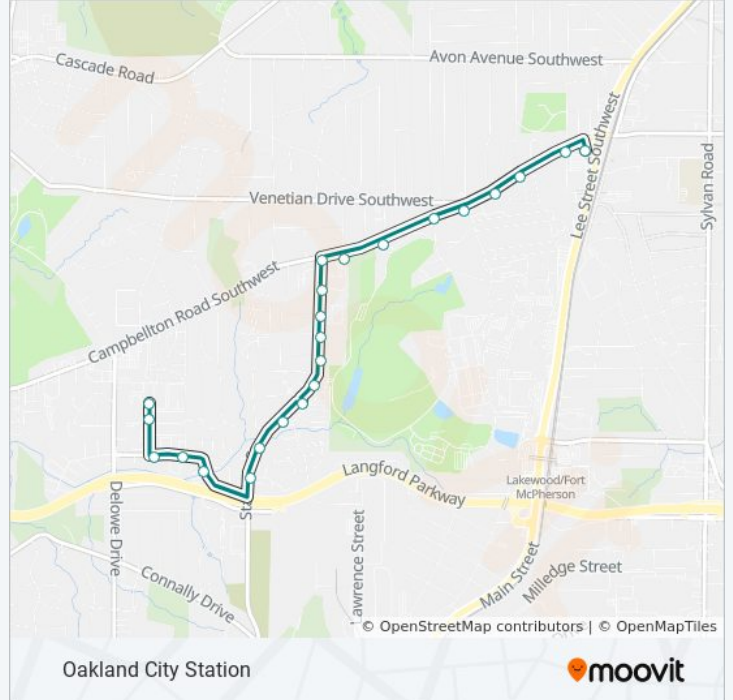 Avon Avenue Southwest
Cascade Road
Lee Street Southwest
Sylvan Road
Venetian Drive Southwest
Campbellton Road Southwest
Langford Parkway
Lakewood/Fort
McPherson
Delowe Drive
Sta
Lawrence Street
Connally Drive
Main Street
Milledge Street
© OpenStreetMap contributors | © OpenMapTiles
Oakland City Station
moovit